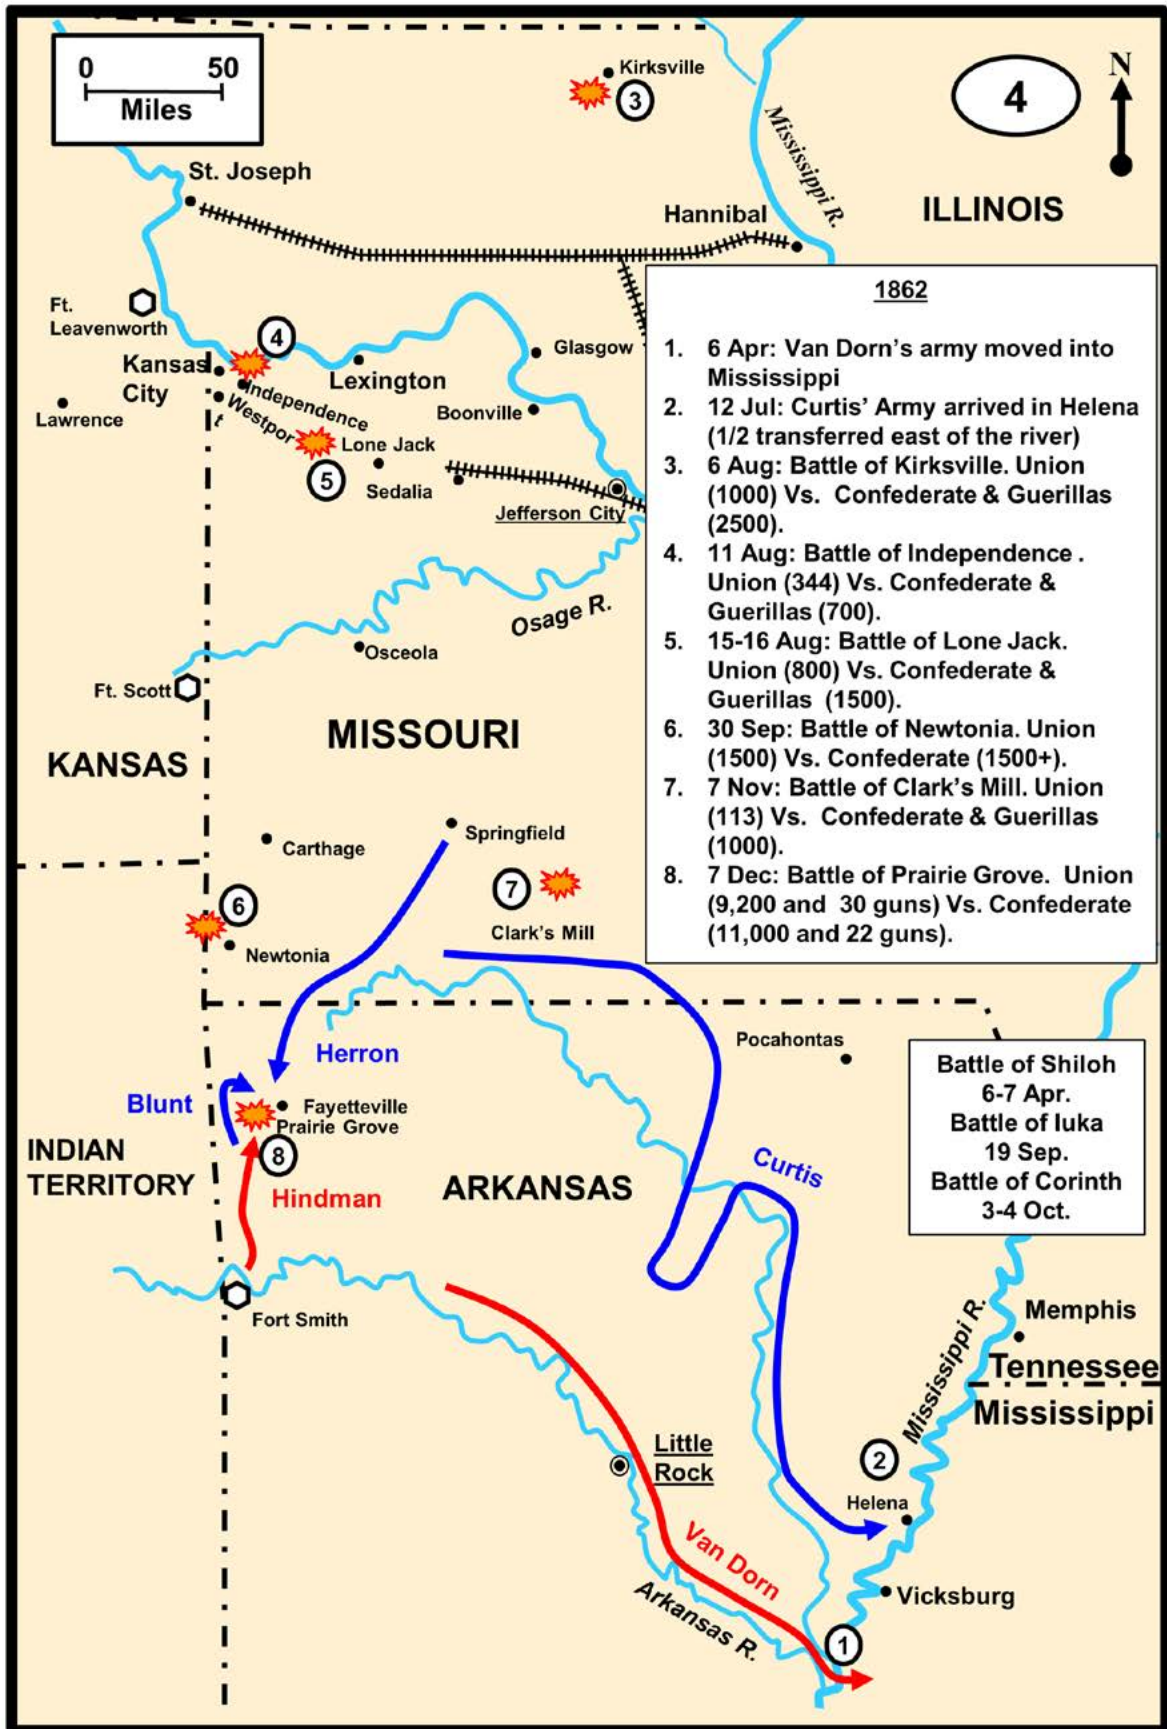 0 50
Miles
Kirksville
3
4
N
Mississippi R.
St. Joseph
Hannibal
ILLINOIS
Ft.
Leavenworth
4
Kansas
City
Lexington
Glasgow
Independence
Westpor
t
Boonville
Lawrence
Lone Jack
5
Sedalia
Jefferson City
Osage R.
Osceola
Ft. Scott
MISSOURI
KANSAS
1862
1. 6 Apr: Van Dorn’s army moved into
Mississippi
2. 12 Jul: Curtis’ Army arrived in Helena
(1/2 transferred east of the river)
3. 6 Aug: Battle of Kirksville. Union
(1000) Vs. Confederate & Guerillas
(2500).
4. 11 Aug: Battle of Independence .
Union (344) Vs. Confederate &
Guerillas (700).
5. 15-16 Aug: Battle of Lone Jack.
Union (800) Vs. Confederate &
Guerillas (1500).
6. 30 Sep: Battle of Newtonia. Union
(1500) Vs. Confederate (1500+).
7. 7 Nov: Battle of Clark’s Mill. Union
(113) Vs. Confederate & Guerillas
(1000).
8. 7 Dec: Battle of Prairie Grove. Union
(9,200 and 30 guns) Vs. Confederate
(11,000 and 22 guns).
Springfield
Carthage
7
Clark’s Mill
6
Newtonia
Pocahontas
Herron
Blunt
Fayetteville
Prairie Grove
8
INDIAN
TERRITORY
Hindman
ARKANSAS
Curtis
Battle of Shiloh
6-7 Apr.
Battle of Iuka
19 Sep.
Battle of Corinth
3-4 Oct.
Fort Smith
Mississippi R.
Memphis
Tennessee
Mississippi
Little
Rock
2
Helena
Van Dorn
Arkansas R.
Vicksburg
1